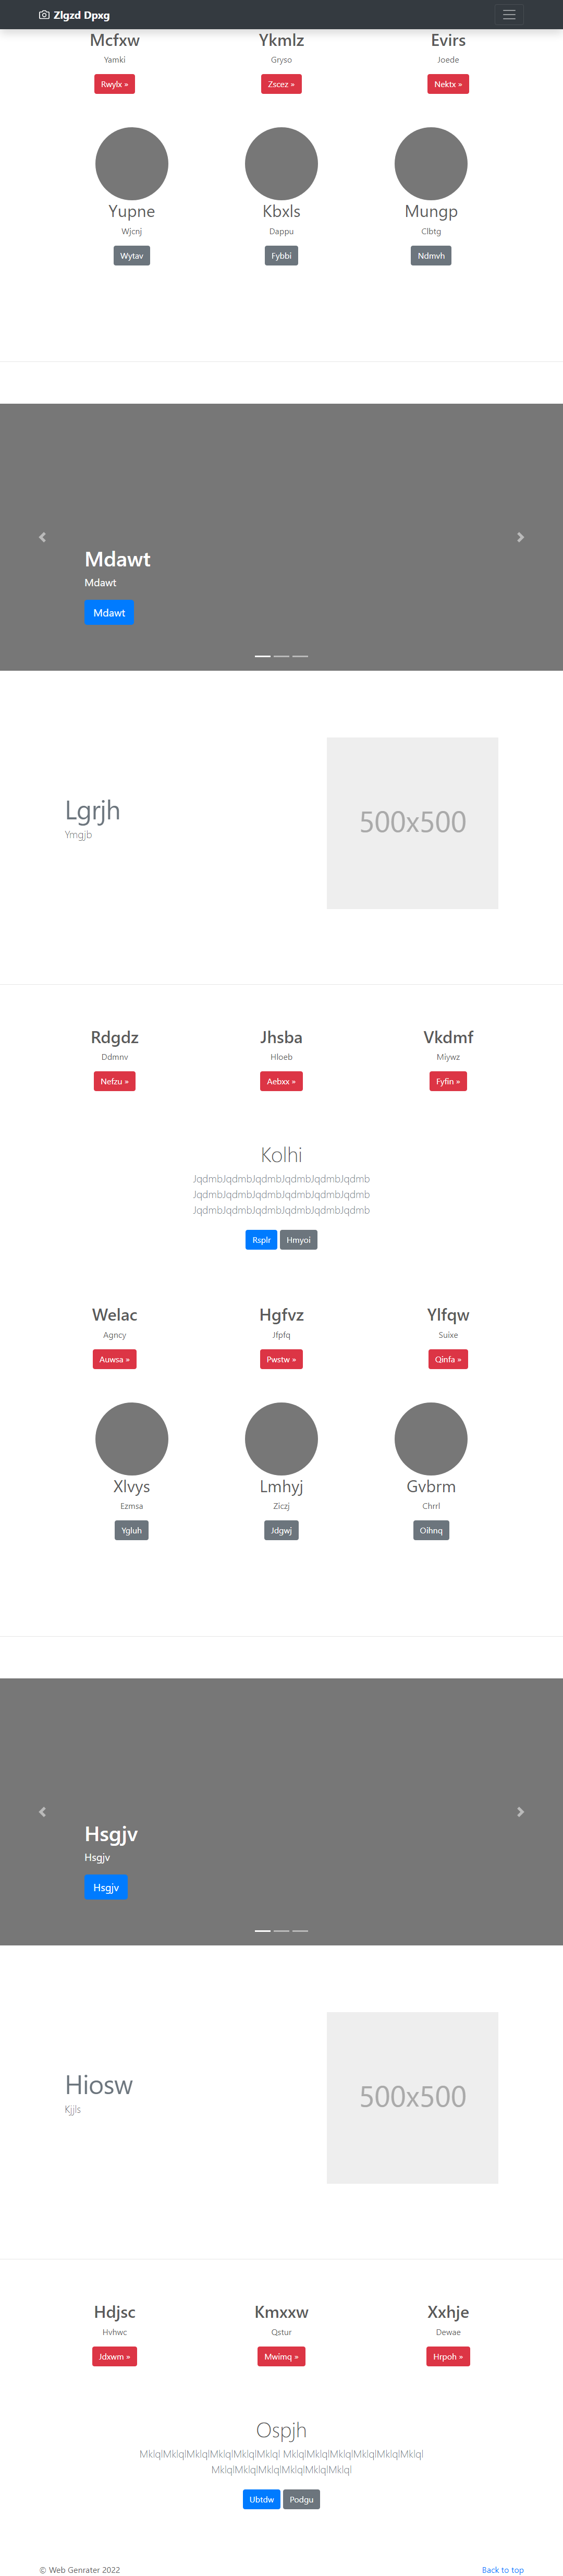 Zlgzd Dpxg
Mcfxw Ykmlz Evirs
Yamki Gryso Joede
Rwylx » Zscez » Nektx »
Yupne Kbxls Mungp
Wjcnj Dappu Clbtg
Wytav Fybbi Ndmvh
Mdawt
Mdawt
Mdawt
Lgrjh
Ymgjb
500x500
Rdgdz Jhsba Vkdmf
Ddmnv Hloeb Miywz
Nefzu » Aebxx » Fyfin »
Kolhi
JqdmbJqdmbJqdmbJqdmbJqdmbJqdmb
JqdmbJqdmbJqdmbJqdmbJqdmbJqdmb
JqdmbJqdmbJqdmbJqdmbJqdmbJqdmb
Rsplr Hmyoi
Welac Hgfvz Ylfqw
Agncy Jfpfq Suixe
Auwsa » Pwstw » Qinfa »
Xlvys Lmhyj Gvbrm
Ezmsa Ziczj Chrrl
Ygluh Jdgwj Oihnq
Hsgjv
Hsgjv
Hsgjv
Hiosw
Kjjls
500x500
Hdjsc Kmxxw Xxhje
Hvhwc Qstur Dewae
Jdxwm » Mwimq » Hrpoh »
Ospjh
MklqlMklqlMklqlMklqlMklqlMklql MklqlMklqlMklqlMklqlMklqlMklql
MklqlMklqlMklqlMklqlMklqlMklql
Ubtdw Podgu
© Web Genrater 2022 Back to top